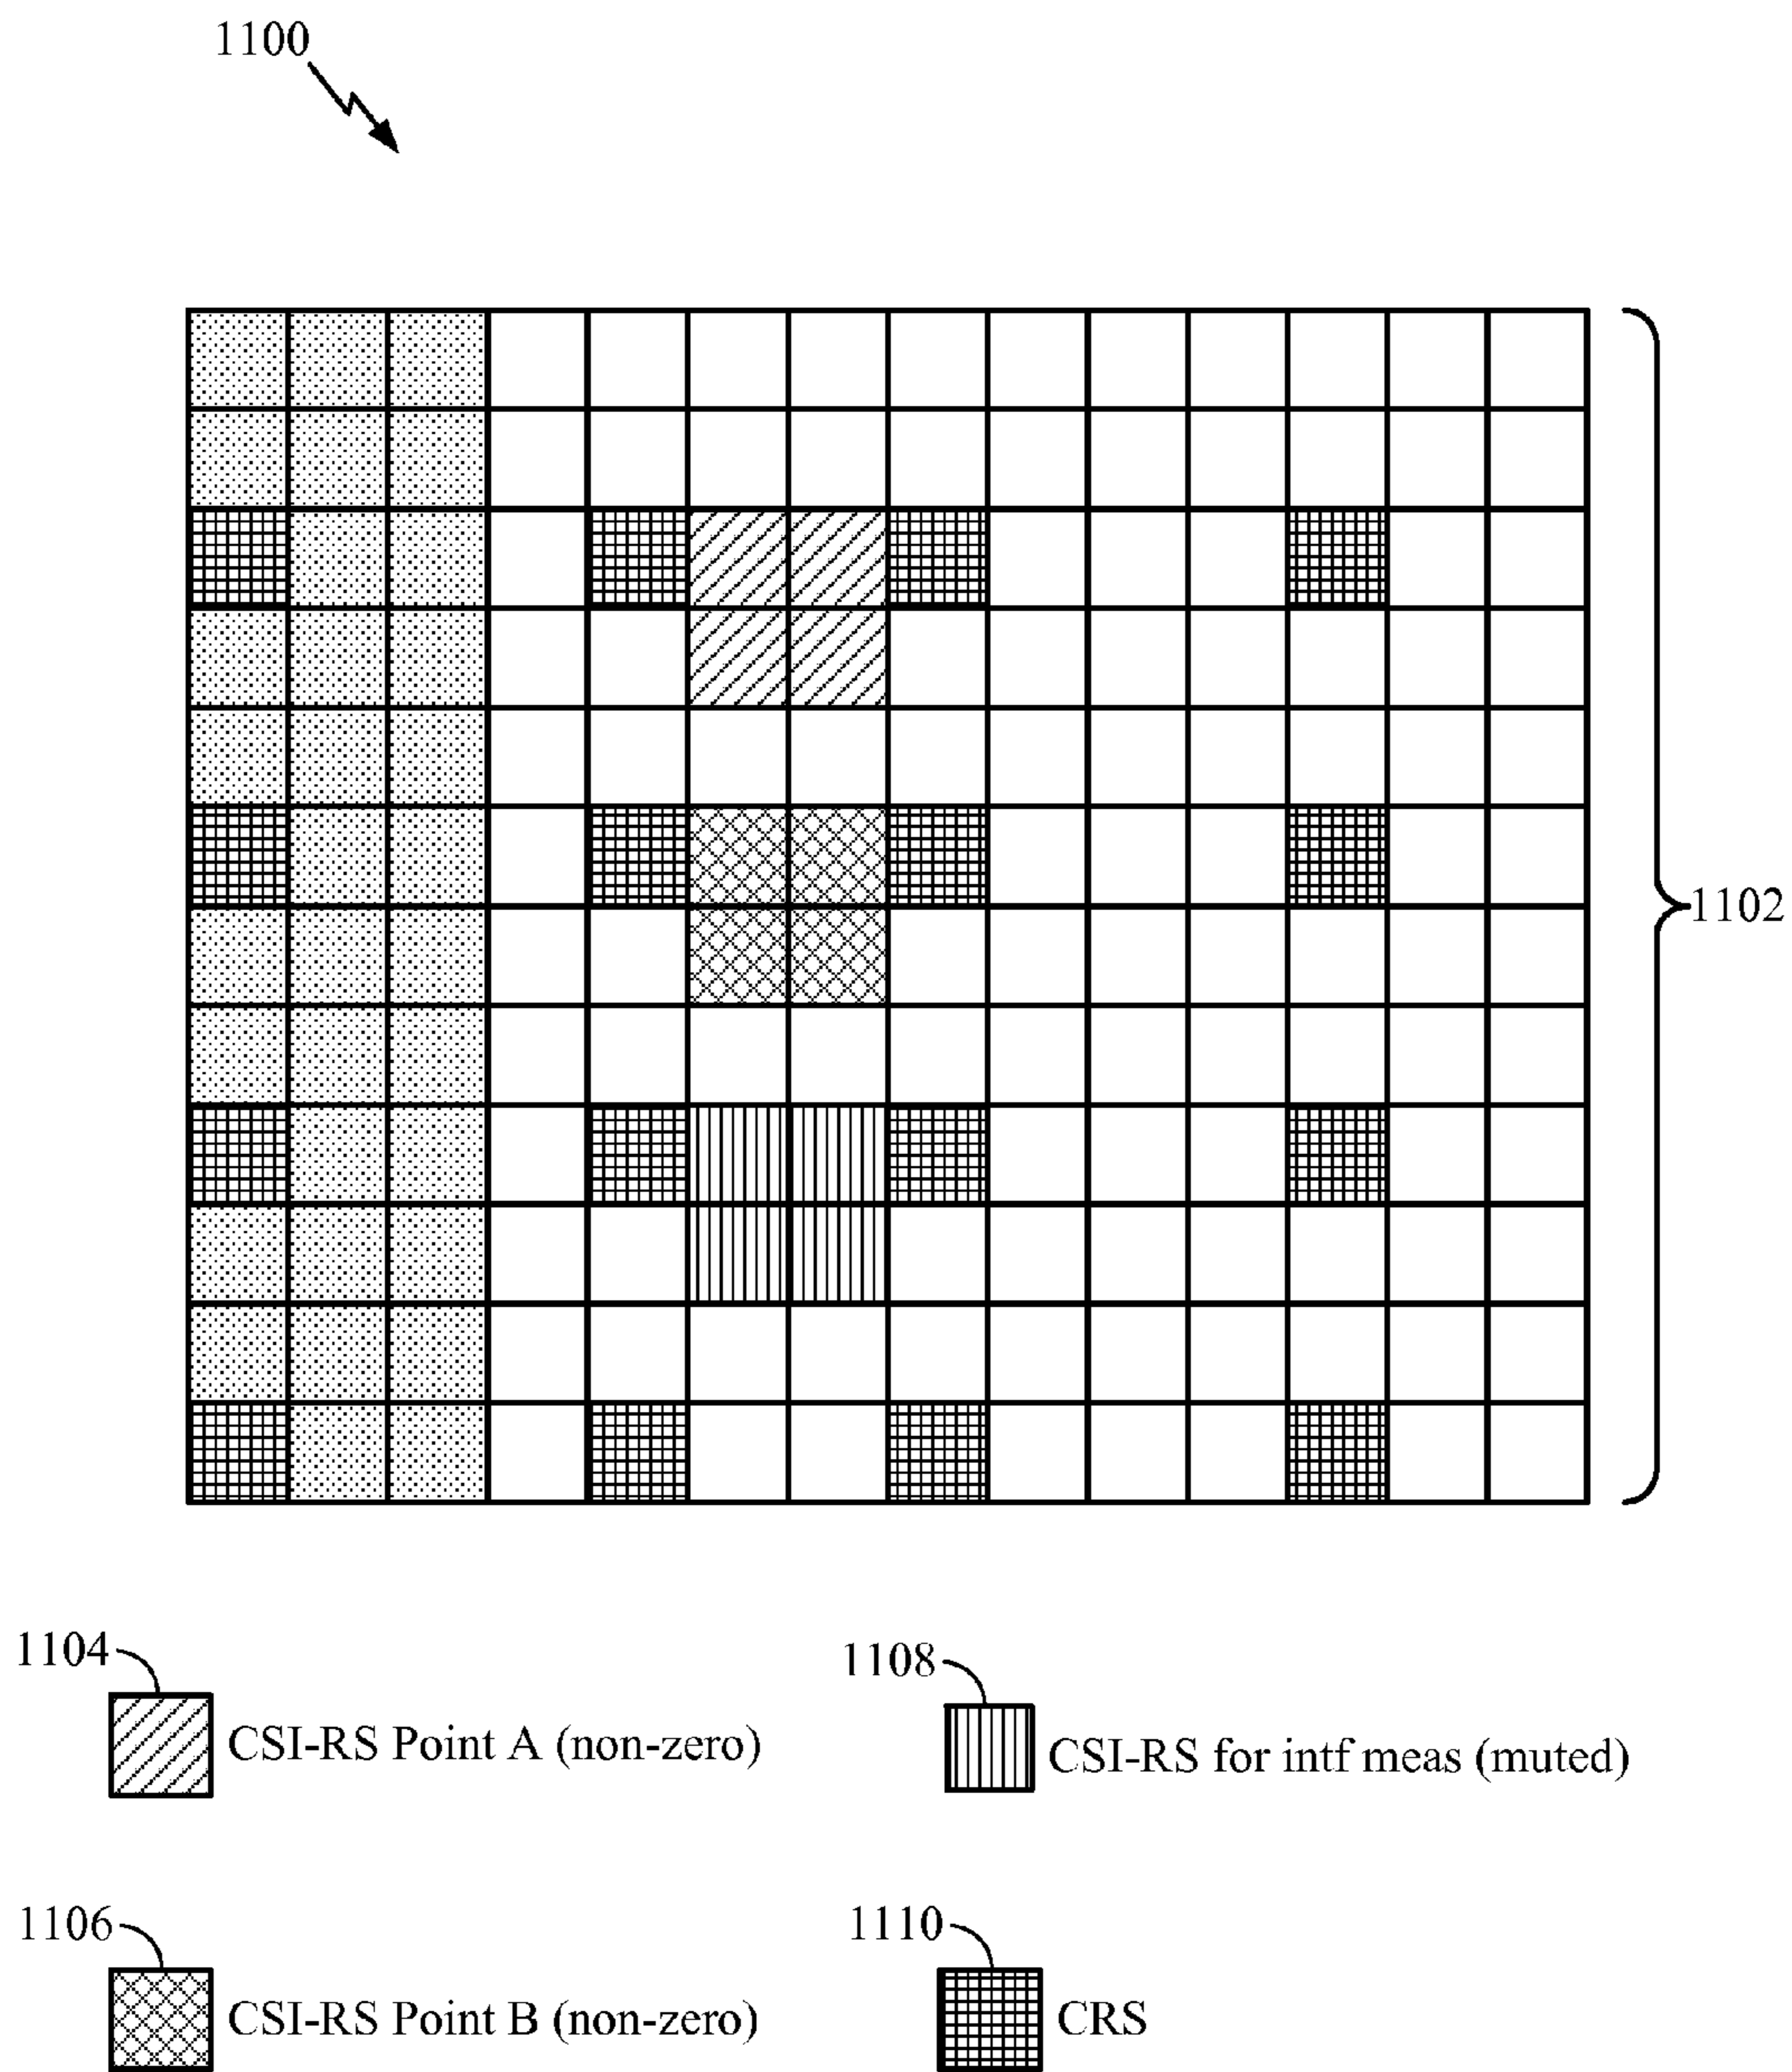 1100
1102
1104
CSI-RS Point A (non-zero)
1108
CSI-RS for intf meas (muted)
1106
CSI-RS Point B (non-zero)
1110
CRS